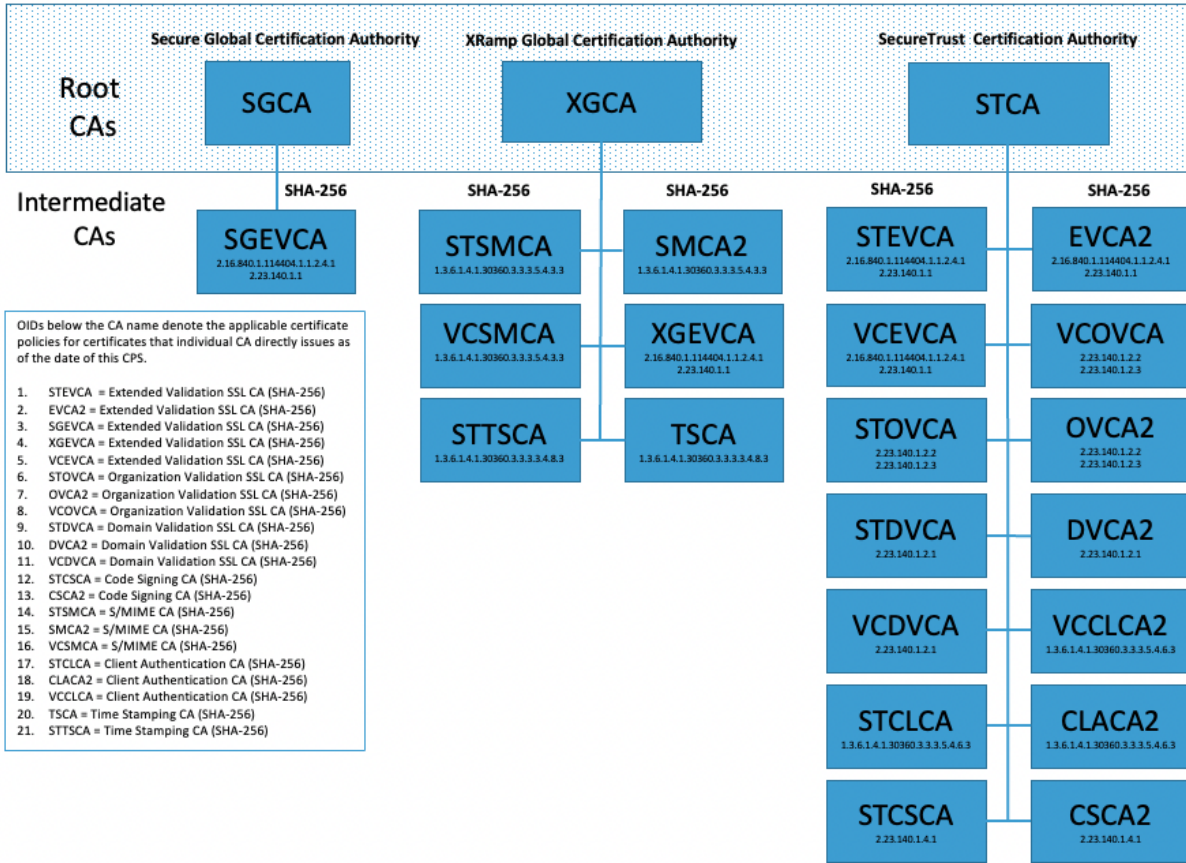 Secure Global Certification Authority
XRamp Global Certification Authority
SecureTrust  Certification Authority
Root
CAs
SGCA
XGCA
STCA
Intermediate
CAs
SHA-256
SGEVCA
2.16.840.1.114404.1.1.2.4.1
2.23.140.1.1
SHA-256
SHA-256
STSMCA
1.3.6.1.4.1.30360.3.3.3.5.4.3.3
SMCA2
1.3.6.1.4.1.30360.3.3.3.5.4.3.3
VCSMCA
1.3.6.1.4.1.30360.3.3.3.5.4.3.3
XGEVCA
2.16.840.1.114404.1.1.2.4.1
2.23.140.1.1
STTSCA
1.3.6.1.4.1.30360.3.3.3.3.4.8.3
TSCA
1.3.6.1.4.1.30360.3.3.3.3.4.8.3
SHA-256
SHA-256
STEVCA
2.16.840.1.114404.1.1.2.4.1
2.23.140.1.1
EVCA2
2.16.840.1.114404.1.1.2.4.1
2.23.140.1.1
VCEVCA
2.16.840.1.114404.1.1.2.4.1
2.23.140.1.1
VCOVCA
2.23.140.1.2.2
2.23.140.1.2.3
STOVCA
2.23.140.1.2.2
2.23.140.1.2.3
OVCA2
2.23.140.1.2.2
2.23.140.1.2.3
STDVCA
2.23.140.1.2.1
DVCA2
2.23.140.1.2.1
VCDVCA
2.23.140.1.2.1
VCCLCA2
1.3.6.1.4.1.30360.3.3.3.5.4.6.3
STCLCA
1.3.6.1.4.1.30360.3.3.3.5.4.6.3
CLACA2
1.3.6.1.4.1.30360.3.3.3.5.4.6.3
STCSCA
2.23.140.1.4.1
CSCA2
2.23.140.1.4.1
OIDs below the CA name denote the applicable certificate
policies for certificates that individual CA directly issues as
of the date of this CPS.
1. STEVCA = Extended Validation SSL CA (SHA-256)
2. EVCA2 = Extended Validation SSL CA (SHA-256)
3. SGEVCA = Extended Validation SSL CA (SHA-256)
4. XGEVCA = Extended Validation SSL CA (SHA-256)
5. VCEVCA = Extended Validation SSL CA (SHA-256)
6. STOVCA = Organization Validation SSL CA (SHA-256)
7. OVCA2 = Organization Validation SSL CA (SHA-256)
8. VCOVCA = Organization Validation SSL CA (SHA-256)
9. STDVCA = Domain Validation SSL CA (SHA-256)
10. DVCA2 = Domain Validation SSL CA (SHA-256)
11. VCDVCA = Domain Validation SSL CA (SHA-256)
12. STCSCA = Code Signing CA (SHA-256)
13. CSCA2 = Code Signing CA (SHA-256)
14. STSMCA = S/MIME CA (SHA-256)
15. SMCA2 = S/MIME CA (SHA-256)
16. VCSMCA = S/MIME CA (SHA-256)
17. STCLCA = Client Authentication CA (SHA-256)
18. CLACA2 = Client Authentication CA (SHA-256)
19. VCCLCA = Client Authentication CA (SHA-256)
20. TSCA = Time Stamping CA (SHA-256)
21. STTSCA = Time Stamping CA (SHA-256)